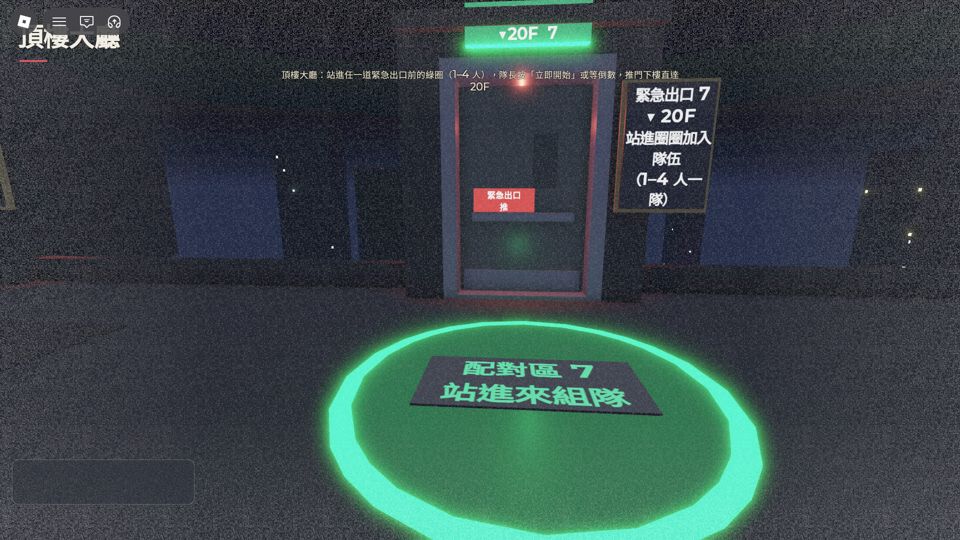 頂樓大廳
▼20F 7
頂樓大廳：站進任一道緊急出口前的綠圈（1–4 人），隊長按「立即開始」或等倒數，推門下樓直達
20F
緊急出口 7
▼ 20F
站進圈圈加入
隊伍
（1–4 人一
隊）
緊急出口
推
配對區 7
站進來組隊